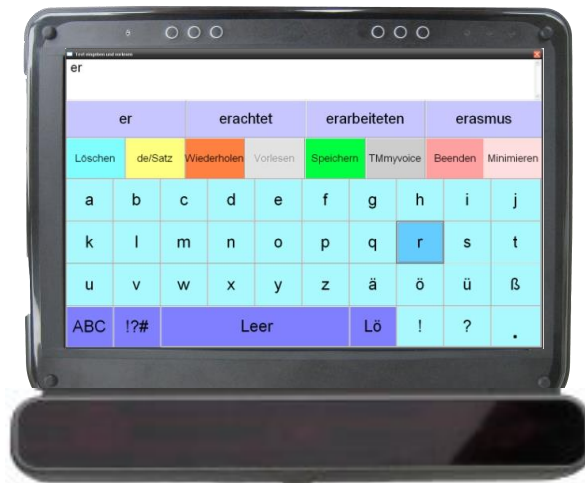 Text eingeben und vorlesen
er
er erachtet erarbeiteten erasmus
Löschen de/Satz Wiederholen Vorlesen Speichern TMmyvoice Beenden Minimieren
a b c d e f g h i j
k l m n o p q r s t
u v w x y z ä ö ü ß
ABC !?# Leer Lö ! ? .